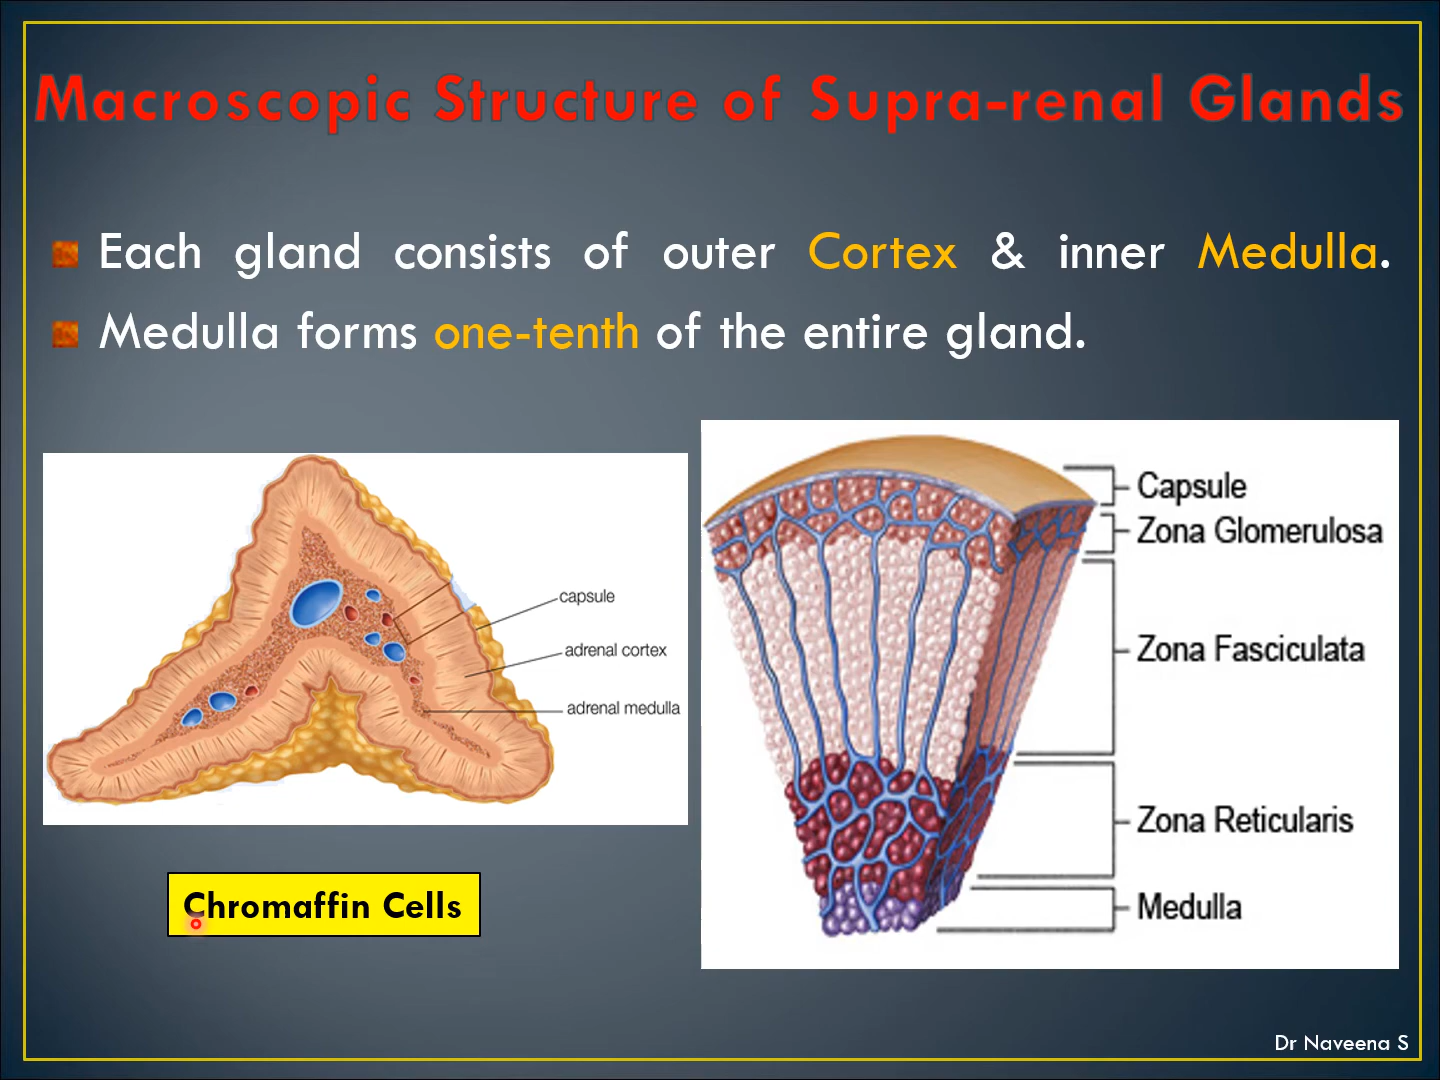 Macroscopic Structure of Supra-renal Glands
Each gland consists of outer Cortex & inner Medulla.
Medulla forms one-tenth of the entire gland.
capsule
adrenal cortex
adrenal medulla
Capsule
Zona Glomerulosa
Zona Fasciculata
Zona Reticularis
Medulla
Chromaffin Cells
Dr Naveena S